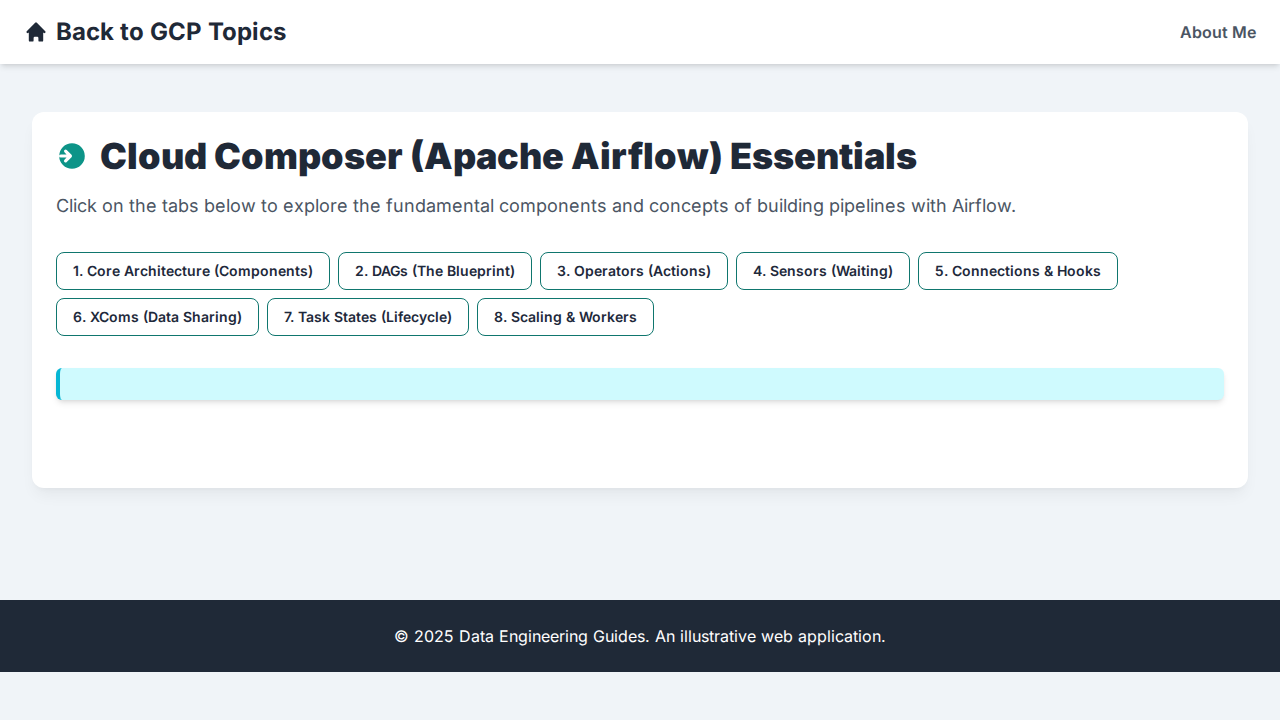 Back to GCP Topics
About Me
Cloud Composer (Apache Airflow) Essentials
Click on the tabs below to explore the fundamental components and concepts of building pipelines with Airflow.
1. Core Architecture (Components)
2. DAGs (The Blueprint)
3. Operators (Actions)
4. Sensors (Waiting)
5. Connections & Hooks
6. XComs (Data Sharing)
7. Task States (Lifecycle)
8. Scaling & Workers
© 2025 Data Engineering Guides. An illustrative web application.